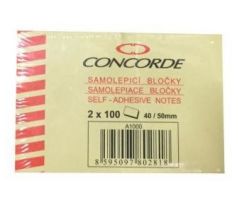 CONCORDE
SAMOLEPICÍ BLOČKY
SAMOLEPIACE BLOČKY
SELF-ADHESIVE NOTES
2 x 100 40 / 50mm
A1000
8 595097 802818